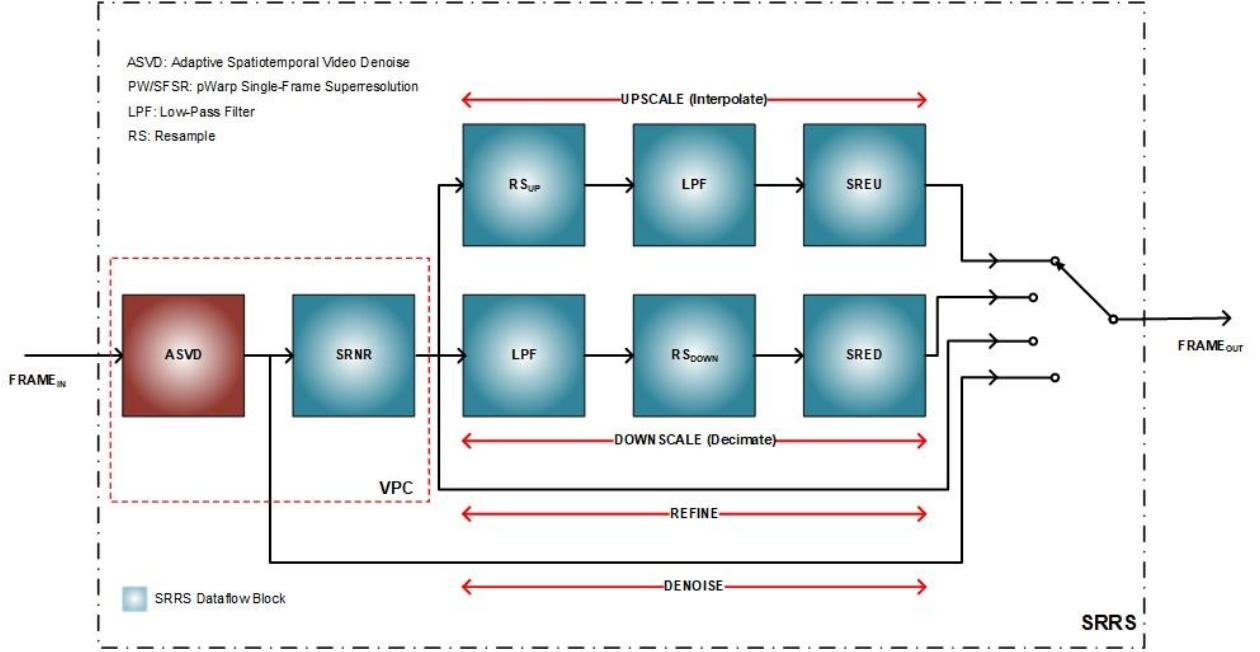 ASVD: Adaptive Spatiotemporal Video Denoise
PW/SFSR: pWarp Single-Frame Superresolution
LPF: Low-Pass Filter
RS: Resample
UPSCALE (Interpolate)
RSUP
LPF
SREU
ASVD
SRNR
LPF
RSDOWN
SRED
FRAMEIN
FRAMEOUT
DOWNSCALE (Decimate)
VPC
REFINE
DENOISE
SRRS Dataflow Block
SRRS